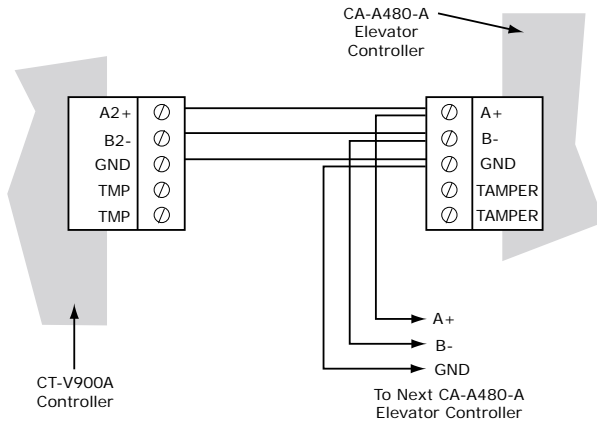 CA-A480-A
Elevator
Controller
A2+
B2-
GND
TMP
TMP
A+
B-
GND
TAMPER
TAMPER
A+
B-
GND
CT-V900A
Controller
To Next CA-A480-A
Elevator Controller